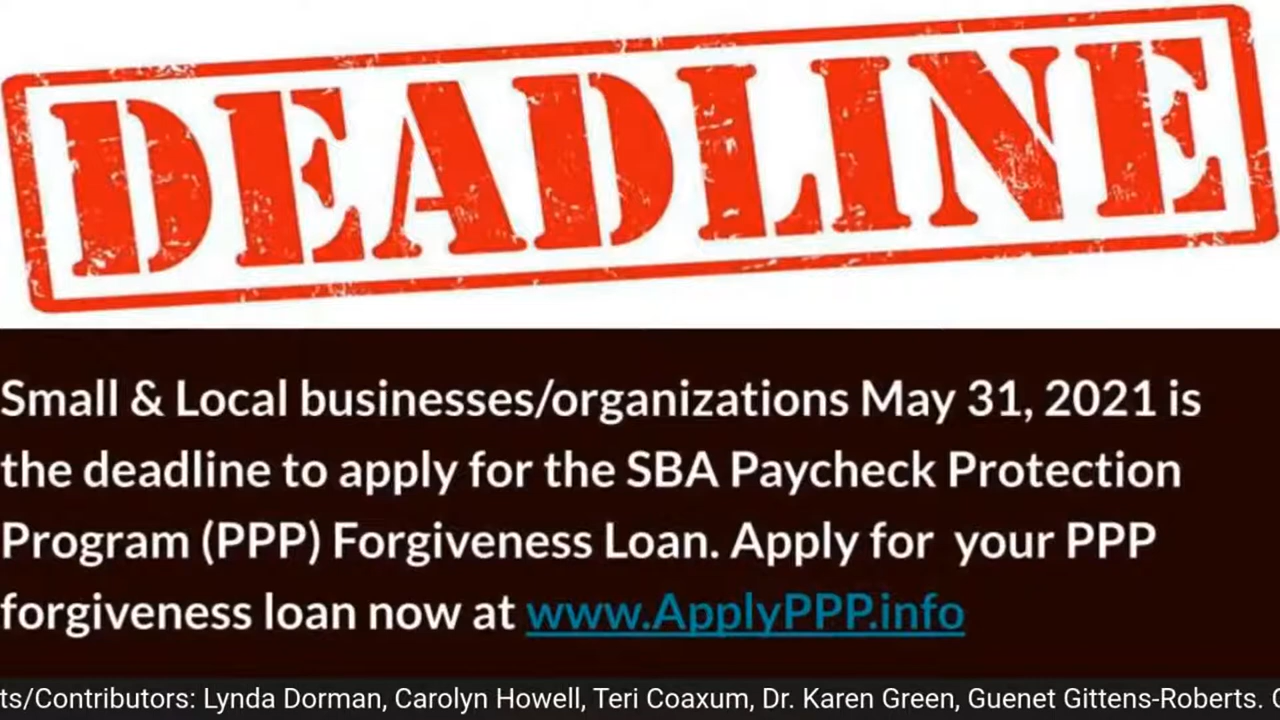 DEADLINE
Small & Local businesses/organizations May 31, 2021 is
the deadline to apply for the SBA Paycheck Protection
Program (PPP) Forgiveness Loan. Apply for  your PPP
forgiveness loan now at www.ApplyPPP.info
ts/Contributors: Lynda Dorman, Carolyn Howell, Teri Coaxum, Dr. Karen Green, Guenet Gittens-Roberts.